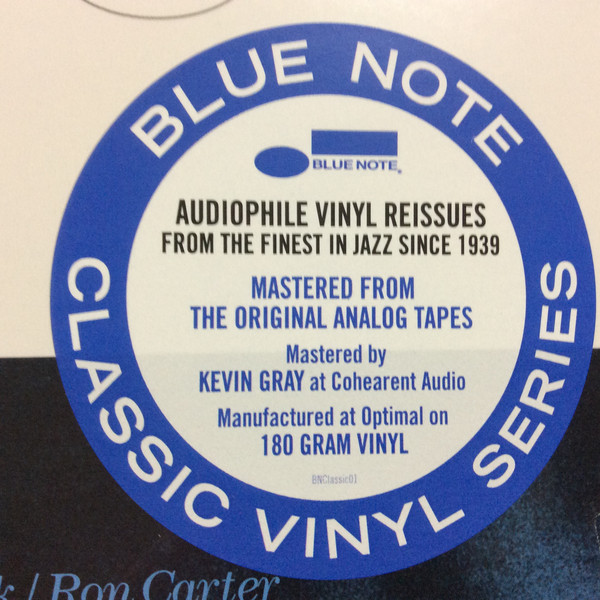 BLUE NOTE
CLASSIC VINYL SERIES
BLUE NOTE®
AUDIOPHILE VINYL REISSUES
FROM THE FINEST IN JAZZ SINCE 1939
MASTERED FROM
THE ORIGINAL ANALOG TAPES
Mastered by
KEVIN GRAY at Cohearent Audio
Manufactured at Optimal on
180 GRAM VINYL
BNClassic01
/ Ron Carter